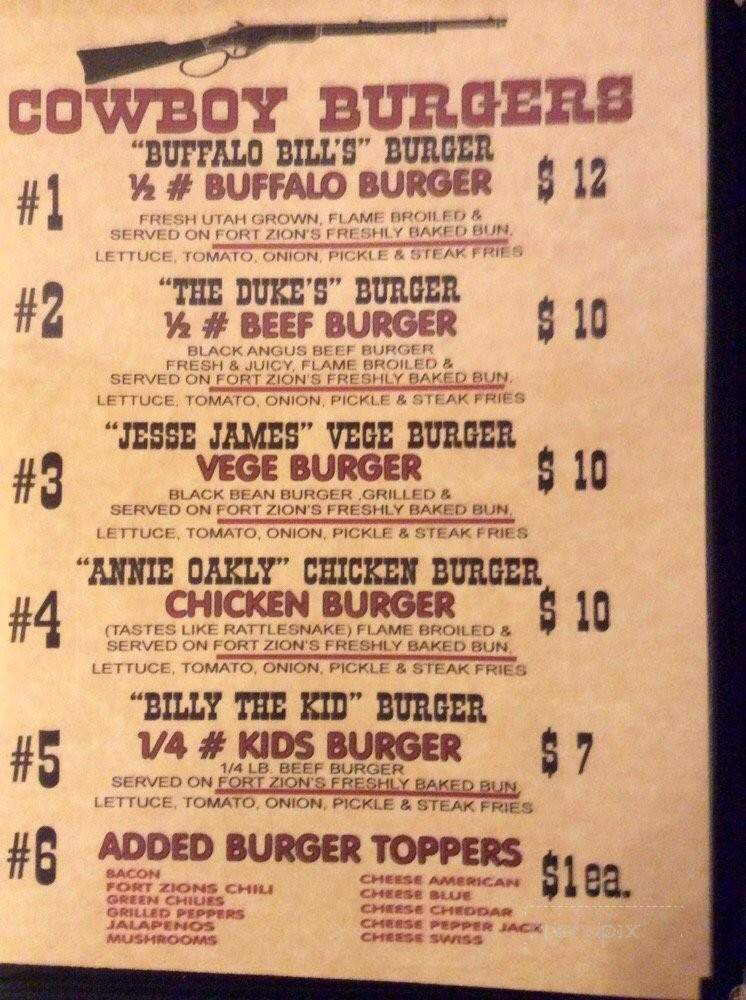 COWBOY BURGERS
#1
"BUFFALO BILL'S" BURGER
½ # BUFFALO BURGER
$ 12
FRESH UTAH GROWN, FLAME BROILED &
SERVED ON FORT ZION'S FRESHLY BAKED BUN,
LETTUCE, TOMATO, ONION, PICKLE & STEAK FRIES
#2
"THE DUKE'S" BURGER
½ # BEEF BURGER
$ 10
BLACK ANGUS BEEF BURGER
FRESH & JUICY, FLAME BROILED &
SERVED ON FORT ZION'S FRESHLY BAKED BUN,
LETTUCE, TOMATO, ONION, PICKLE & STEAK FRIES
#3
"JESSE JAMES" VEGE BURGER
VEGE BURGER
$ 10
BLACK BEAN BURGER ,GRILLED &
SERVED ON FORT ZION'S FRESHLY BAKED BUN,
LETTUCE, TOMATO, ONION, PICKLE & STEAK FRIES
#4
"ANNIE OAKLY" CHICKEN BURGER
CHICKEN BURGER
$ 10
(TASTES LIKE RATTLESNAKE) FLAME BROILED &
SERVED ON FORT ZION'S FRESHLY BAKED BUN,
LETTUCE, TOMATO, ONION, PICKLE & STEAK FRIES
#5
"BILLY THE KID" BURGER
1/4 # KIDS BURGER
$ 7
1/4 LB. BEEF BURGER
SERVED ON FORT ZION'S FRESHLY BAKED BUN,
LETTUCE, TOMATO, ONION, PICKLE & STEAK FRIES
#6
ADDED BURGER TOPPERS
$1 ea.
BACON
FORT ZIONS CHILI
GREEN CHILIES
GRILLED PEPPERS
JALAPENOS
MUSHROOMS
CHEESE AMERICAN
CHEESE BLUE
CHEESE CHEDDAR
CHEESE PEPPER JACK
CHEESE SWISS